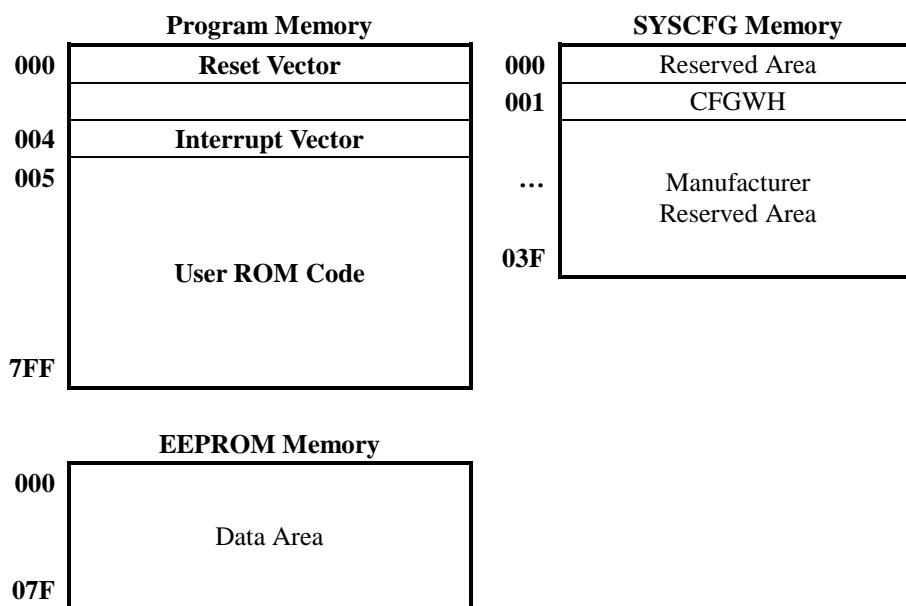 Program Memory
000 Reset Vector
004 Interrupt Vector
005
User ROM Code
7FF
SYSCFG Memory
000 Reserved Area
001 CFGWH
… Manufacturer
Reserved Area
03F
EEPROM Memory
000
Data Area
07F